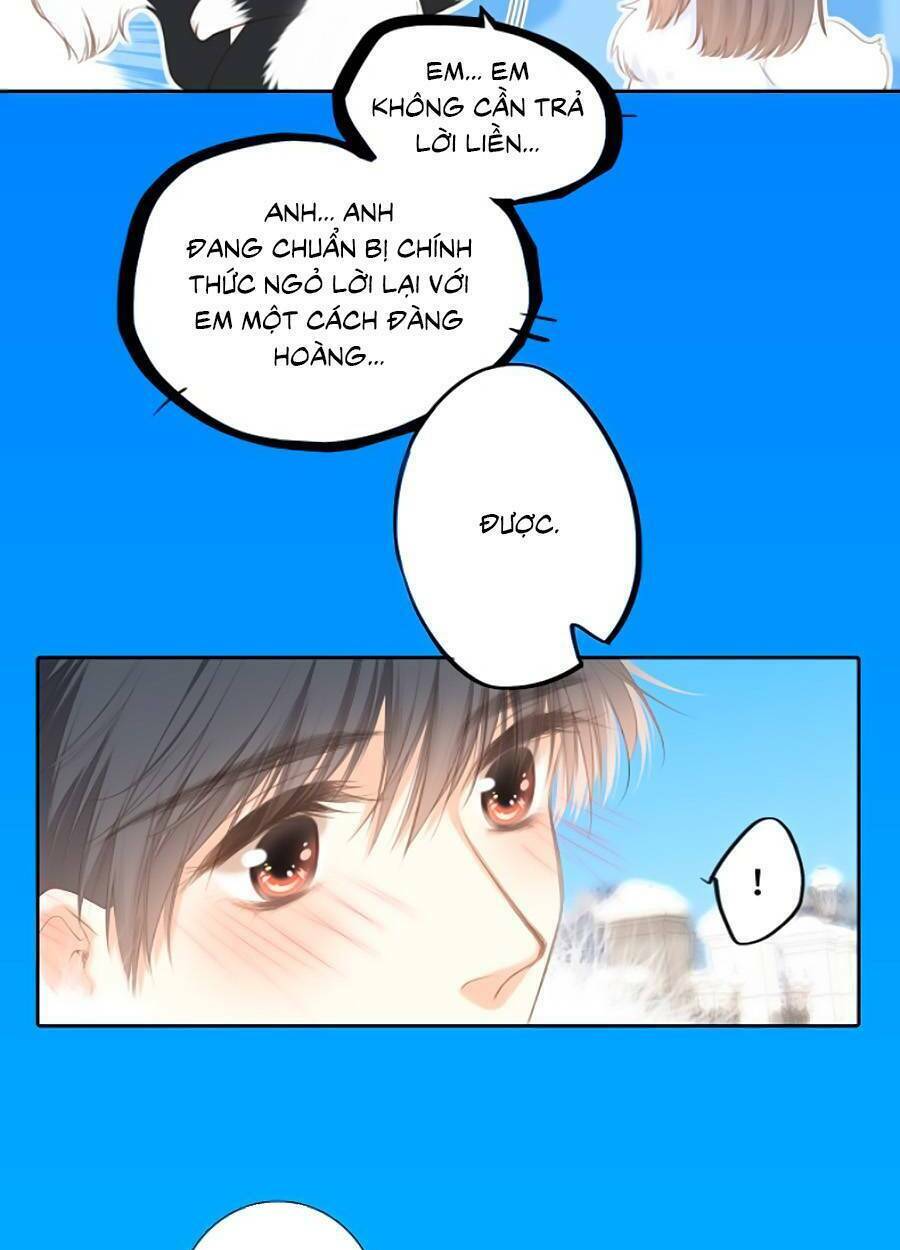 EM... EM
KHÔNG CẦN TRẢ
LỜI LIỀN...
ANH... ANH
ĐANG CHUẨN BỊ CHÍNH
THỨC NGỎ LỜI LẠI VỚI
EM MỘT CÁCH ĐÀNG
HOÀNG...
ĐƯỢC.
!